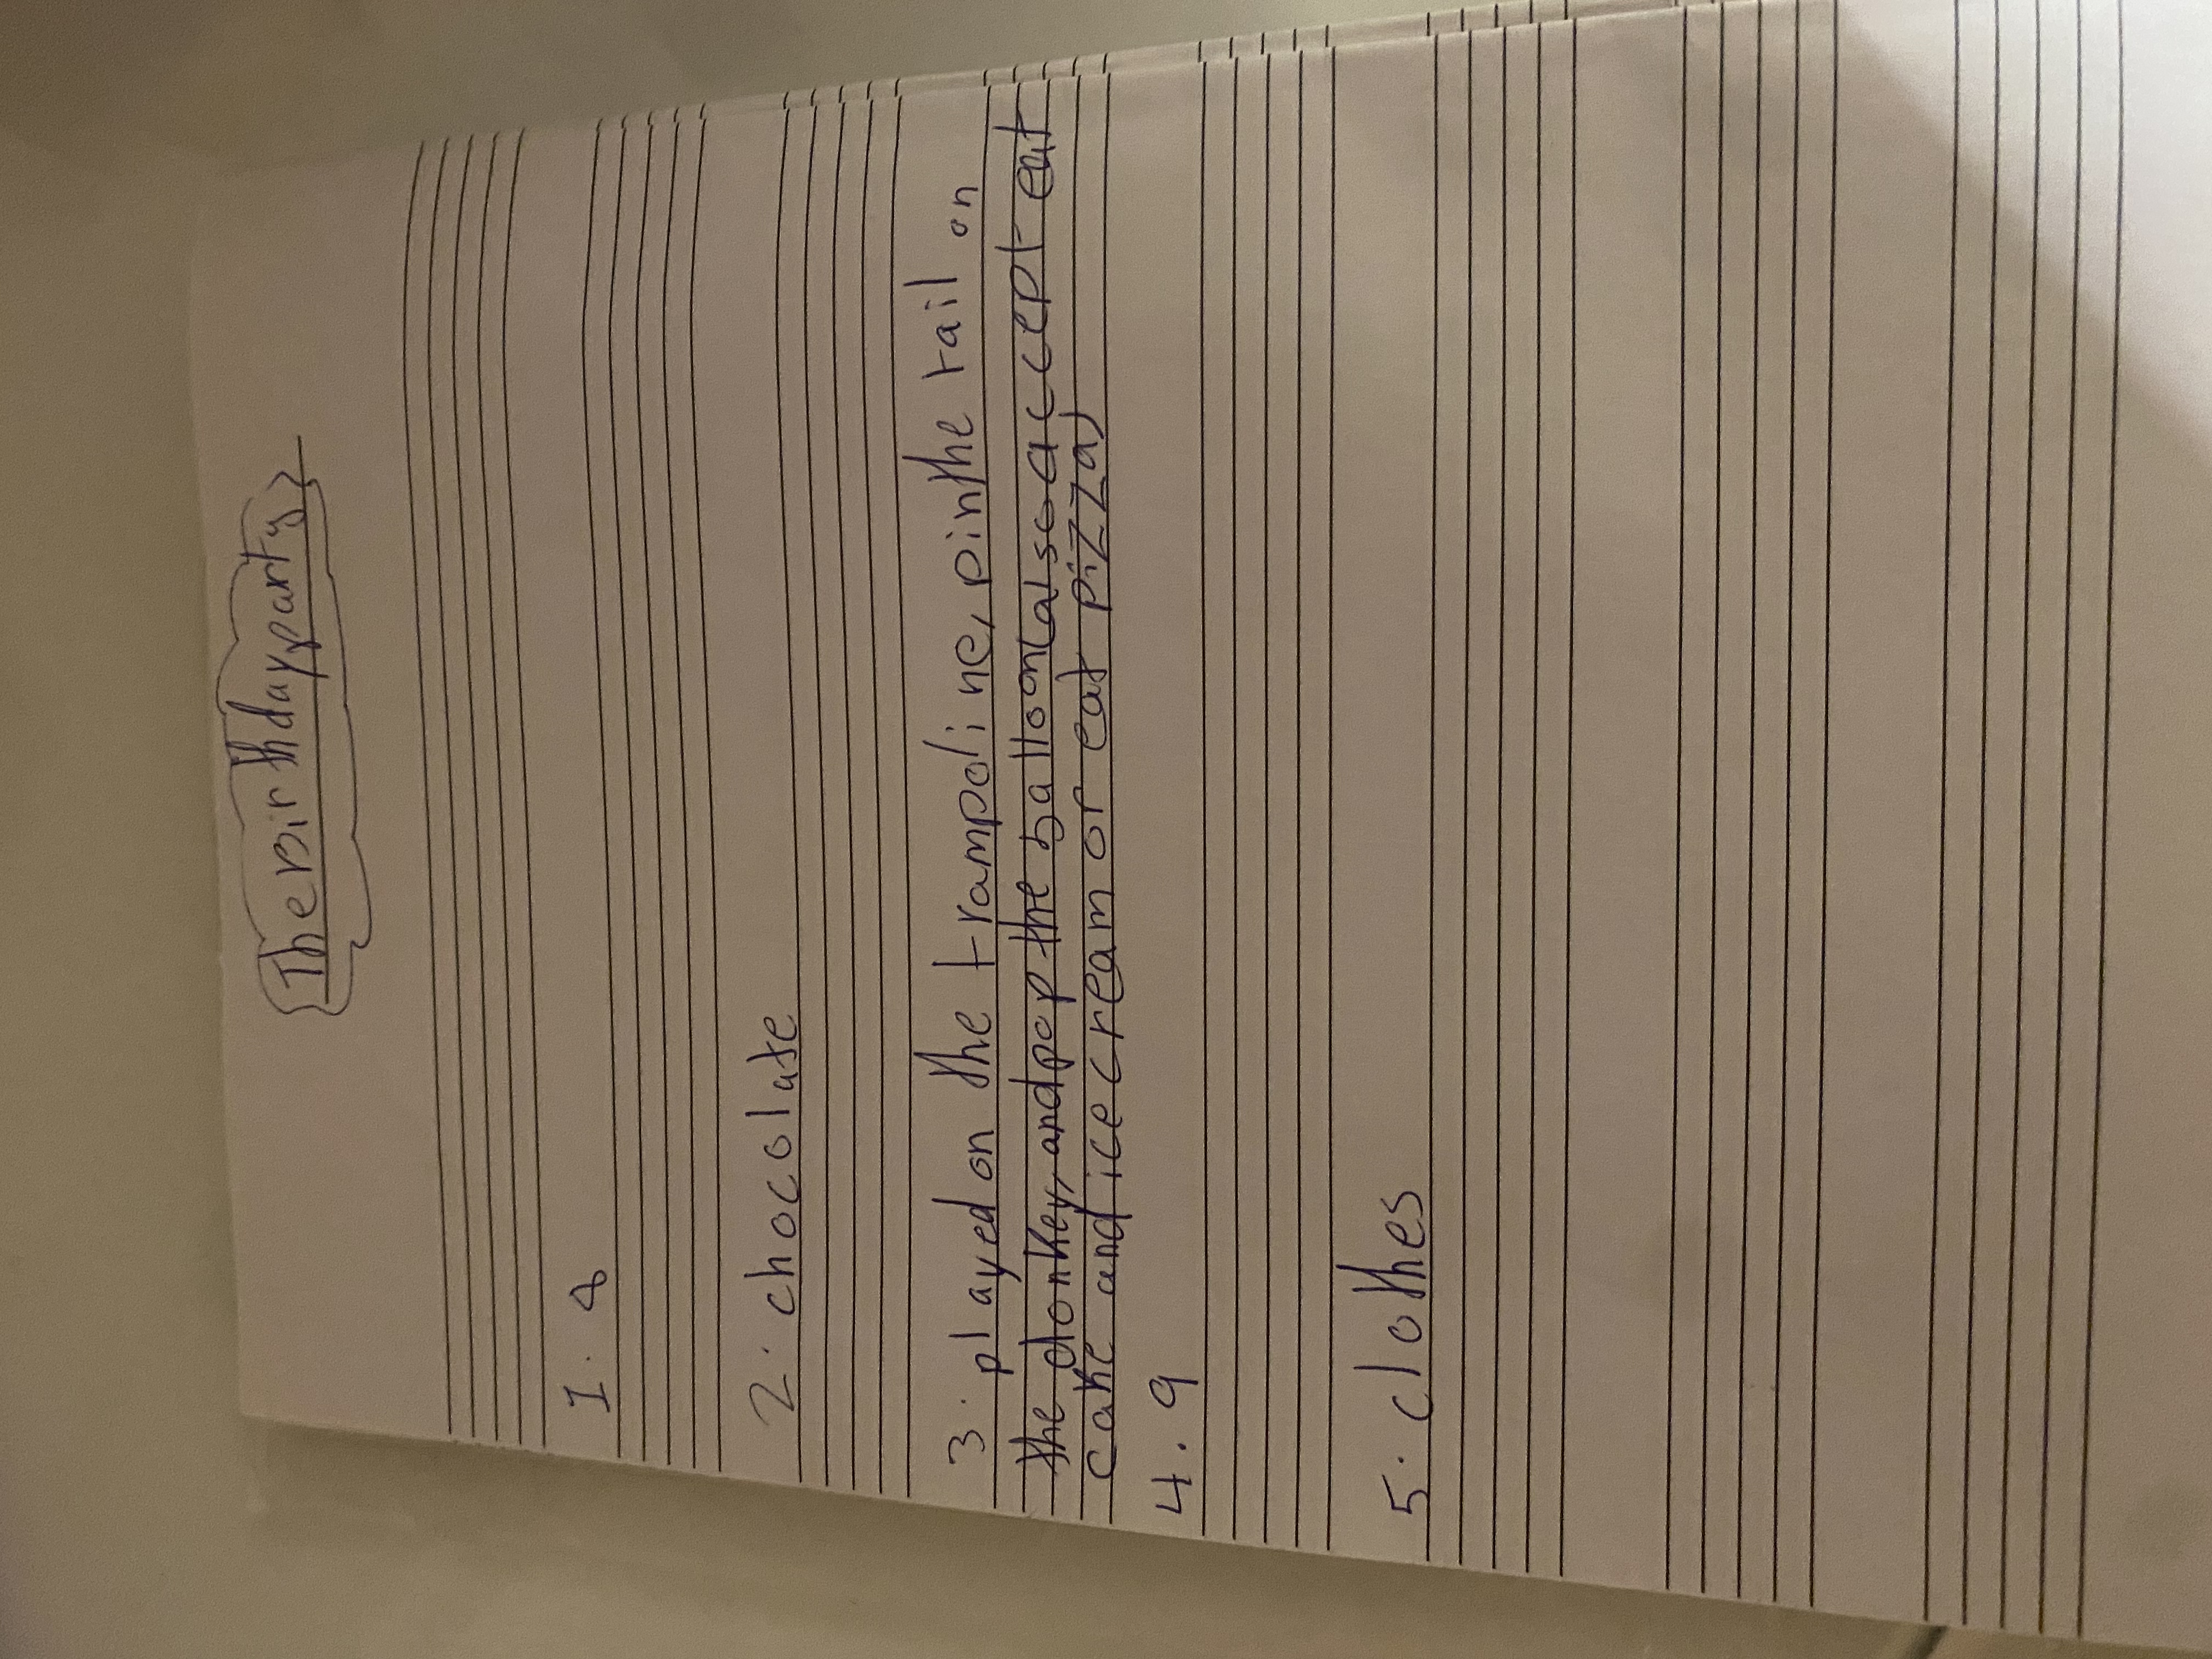 The Birthday party
1. 8
2. chocolate
3. played on the trampoline, pin the tail on
the donkey, and pop the balloon(also accept eat
cake and ice cream or eat pizza)
4. 9
5. clothes